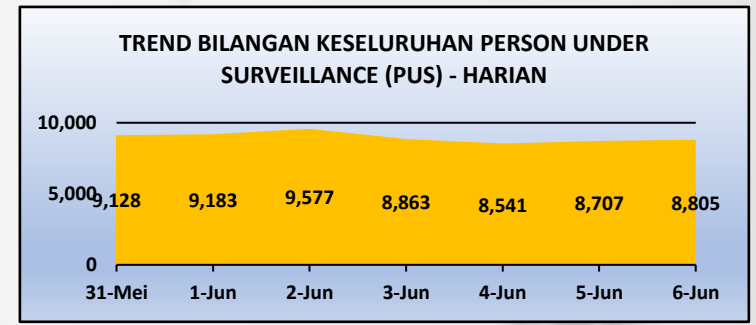 TREND BILANGAN KESELURUHAN PERSON UNDER
SURVEILLANCE (PUS) - HARIAN
10,000
5,000
0
9,128 9,183 9,577 8,863 8,541 8,707 8,805
31-Mei 1-Jun 2-Jun 3-Jun 4-Jun 5-Jun 6-Jun